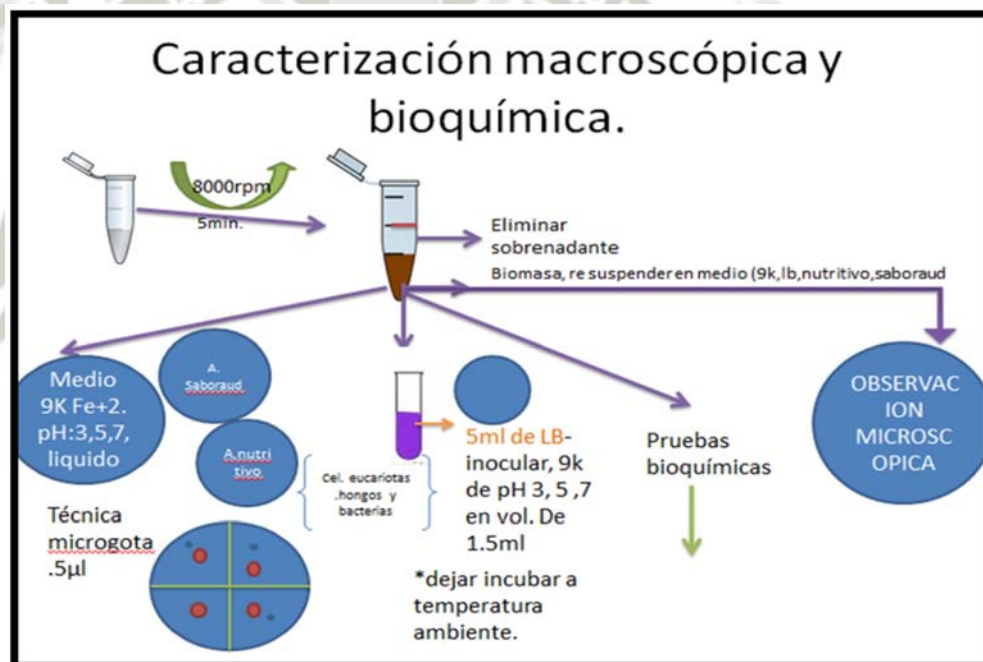 Caracterización macroscópica y
bioquímica.
8000rpm
5min.
Eliminar
sobrenadante
Biomasa, re suspender en medio (9k,lb,nutritivo,saboraud
Medio
9K Fe+2.
pH:3,5,7,
liquido
A.
Saboraud.
A.nutri
tivo
Cel. eucariotas
.hongos y
bacterias
5ml de LB-
inocular, 9k
de pH 3, 5 ,7
en vol. De
1.5ml
*dejar incubar a
temperatura
ambiente.
Pruebas
bioquímicas
OBSERVAC
ION
MICROSC
OPICA
Técnica
microgota
.5µl